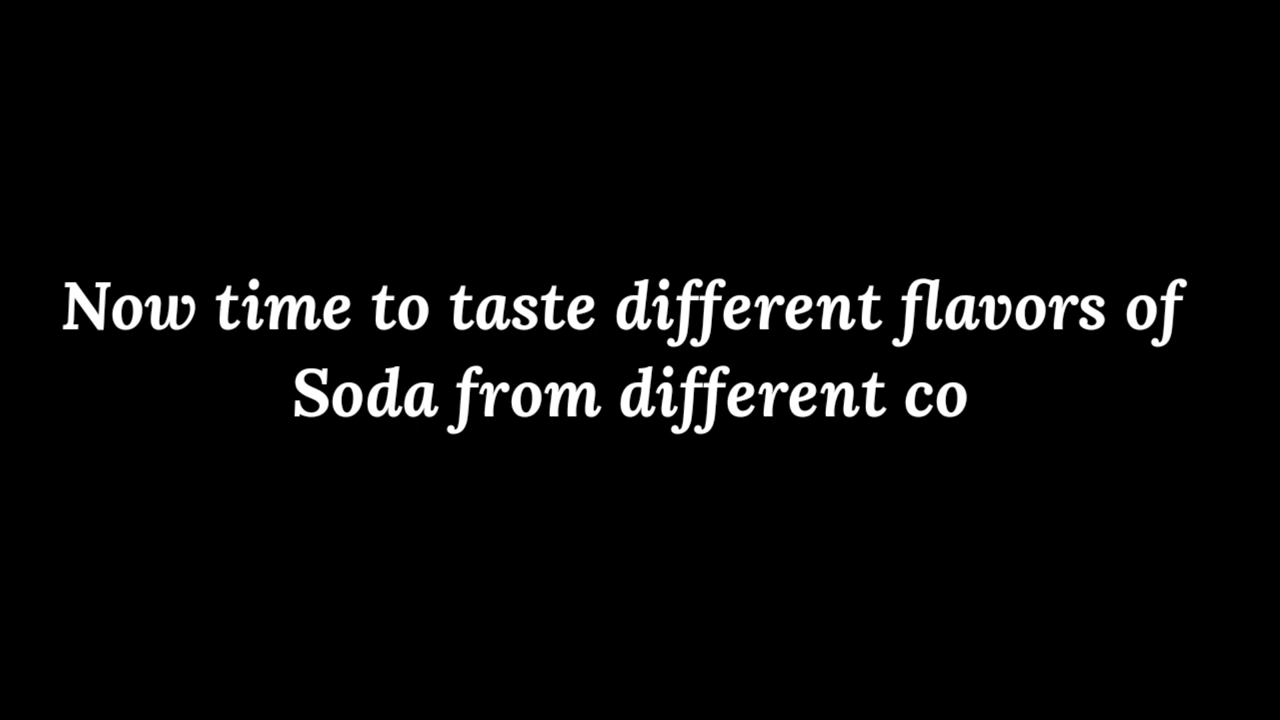 Now time to taste different flavors of
Soda from different co